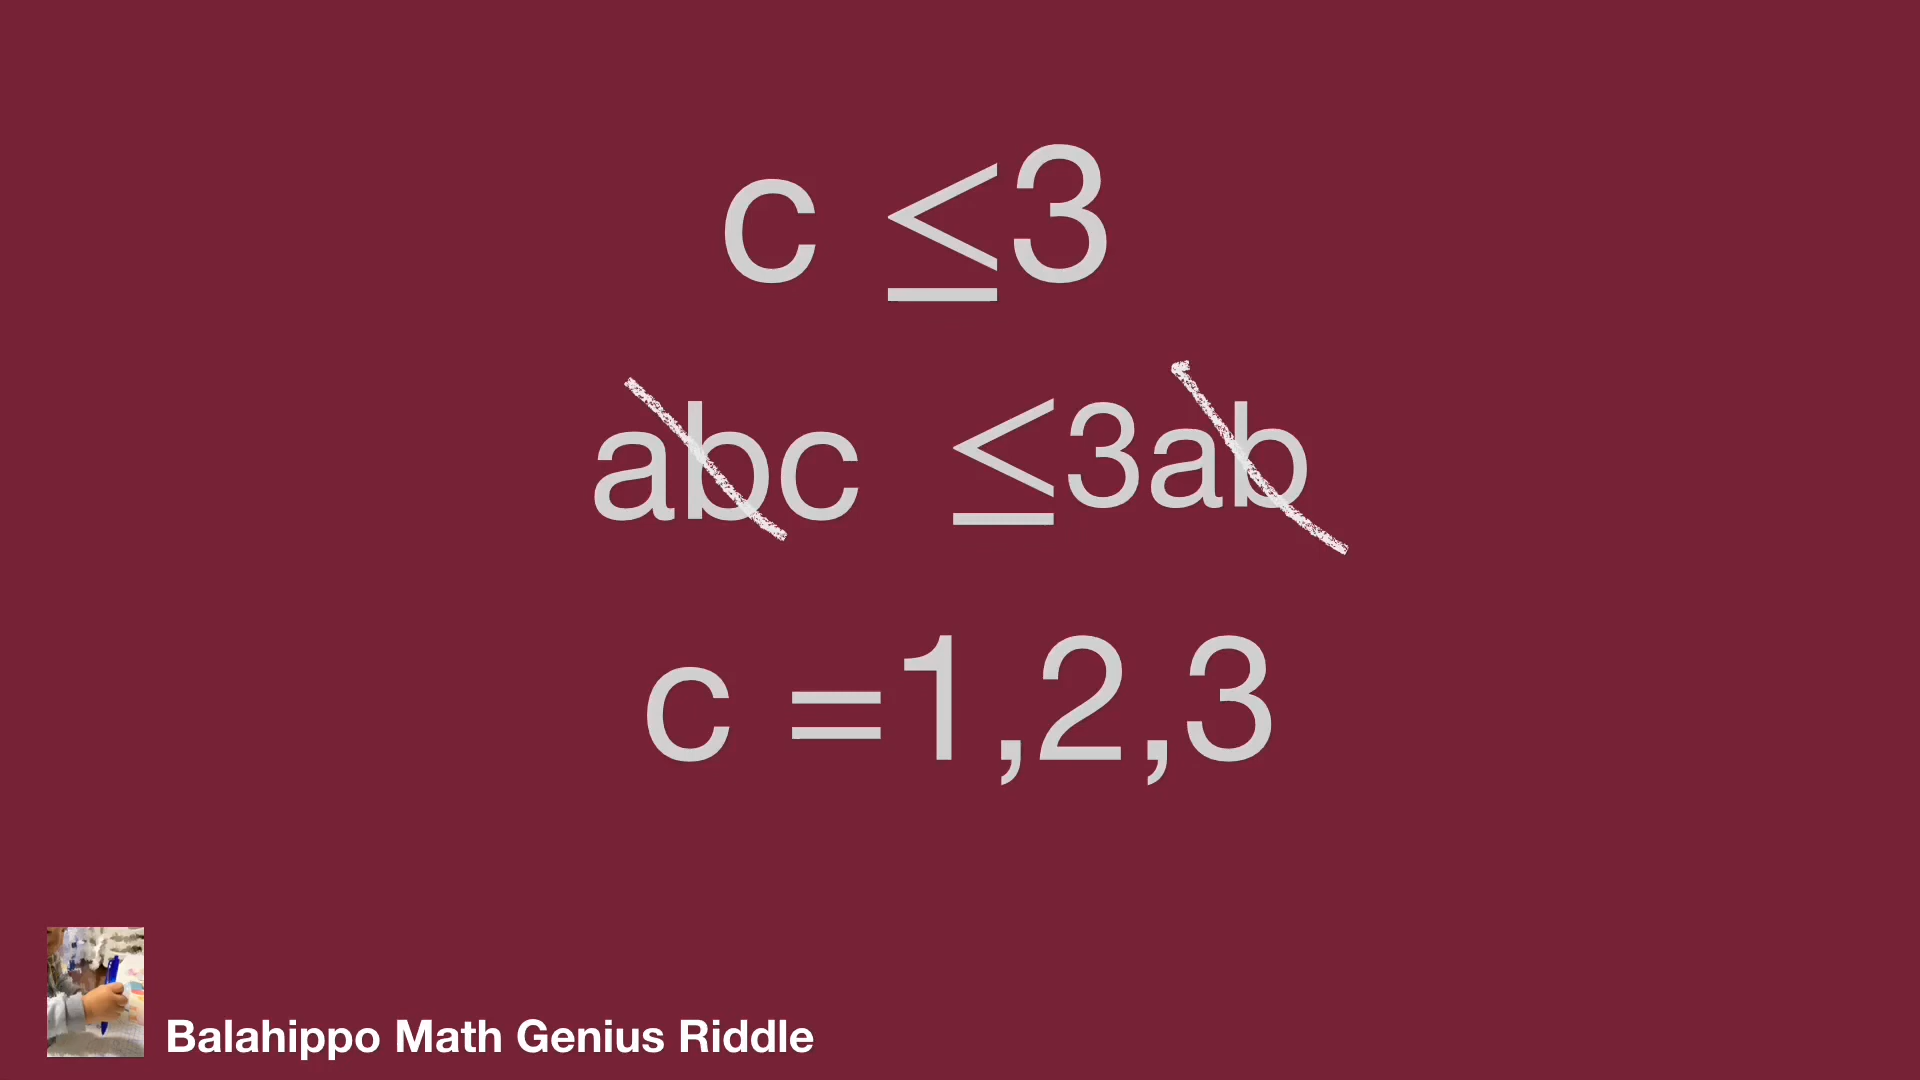 c ≤3
abc ≤3ab
c =1,2,3
Balahippo Math Genius Riddle